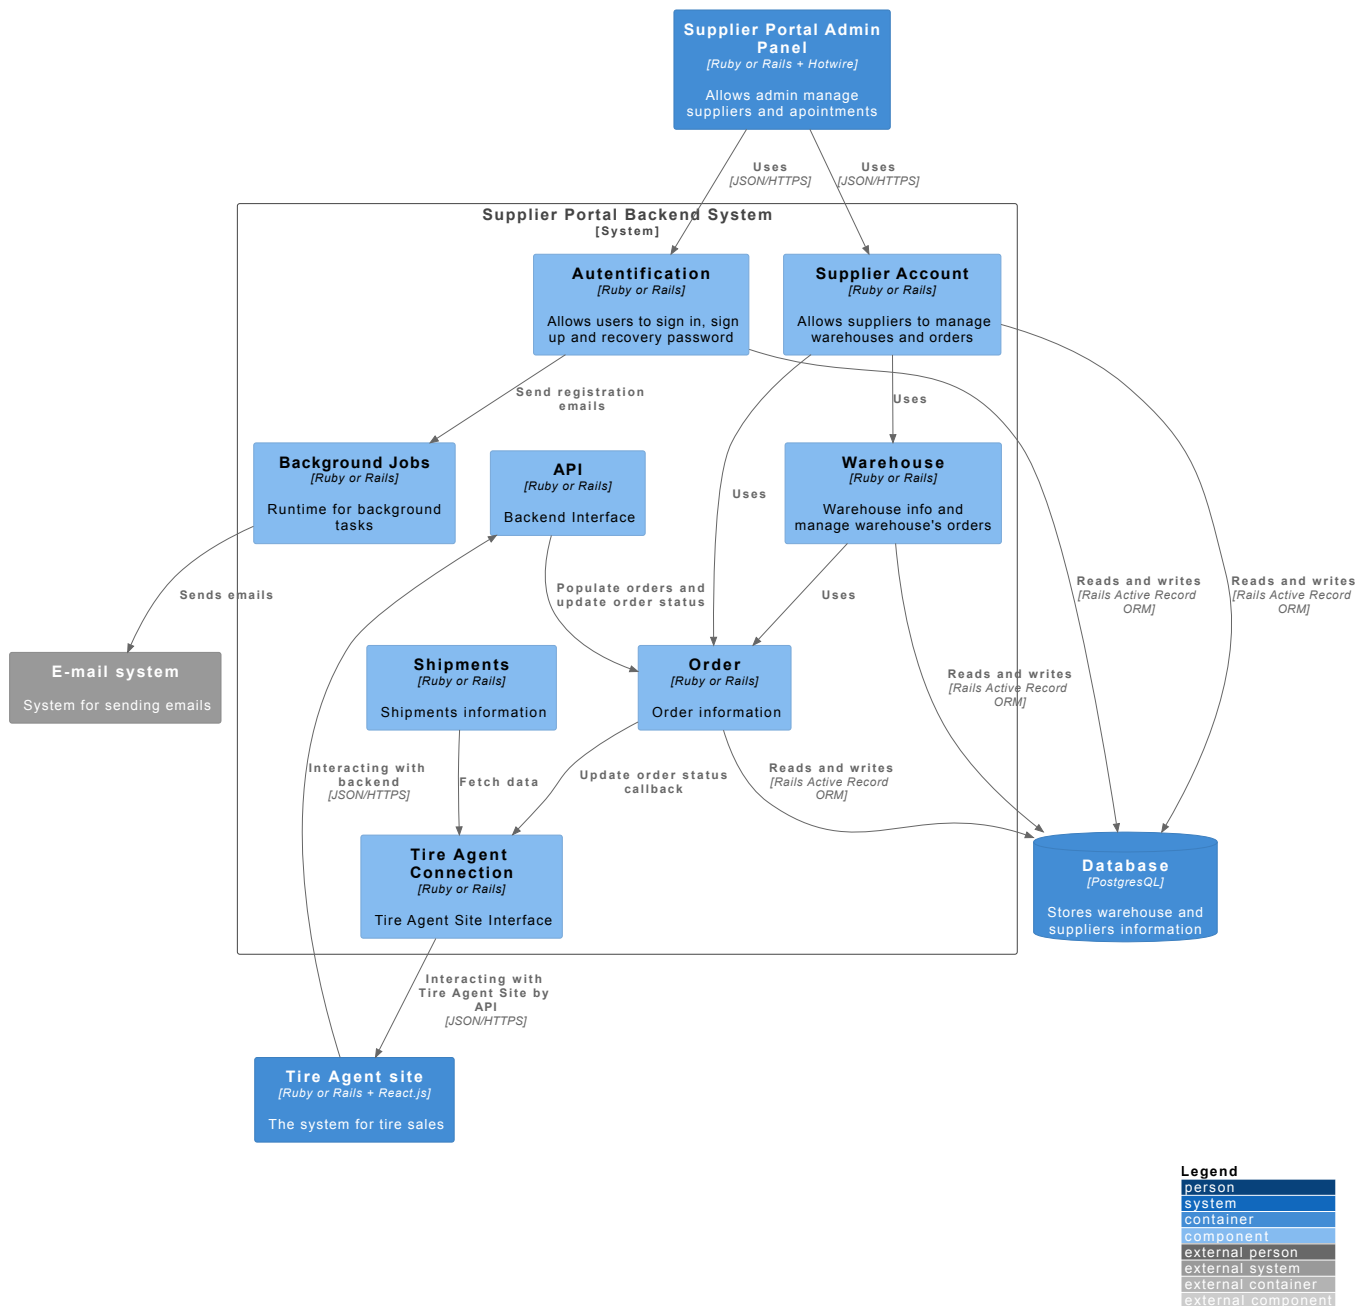 Supplier Portal Admin
Panel
[Ruby or Rails + Hotwire]
Allows admin manage
suppliers and apointments
Uses
[JSON/HTTPS]
Uses
[JSON/HTTPS]
Supplier Portal Backend System
[System]
Autentification
[Ruby or Rails]
Allows users to sign in, sign
up and recovery password
Supplier Account
[Ruby or Rails]
Allows suppliers to manage
warehouses and orders
Send registration
emails
Uses
Background Jobs
[Ruby or Rails]
Runtime for background
tasks
API
[Ruby or Rails]
Backend Interface
Warehouse
[Ruby or Rails]
Warehouse info and
manage warehouse's orders
Uses
Sends emails
Populate orders and
update order status
Uses
Reads and writes
[Rails Active Record
ORM]
Reads and writes
[Rails Active Record
ORM]
E-mail system
System for sending emails
Shipments
[Ruby or Rails]
Shipments information
Order
[Ruby or Rails]
Order information
Reads and writes
[Rails Active Record
ORM]
Interacting with
backend
[JSON/HTTPS]
Fetch data
Update order status
callback
Reads and writes
[Rails Active Record
ORM]
Tire Agent
Connection
[Ruby or Rails]
Tire Agent Site Interface
Database
[PostgresQL]
Stores warehouse and
suppliers information
Interacting with
Tire Agent Site by
API
[JSON/HTTPS]
Tire Agent site
[Ruby or Rails + React.js]
The system for tire sales
Legend
person
system
container
component
external person
external system
external container
external component